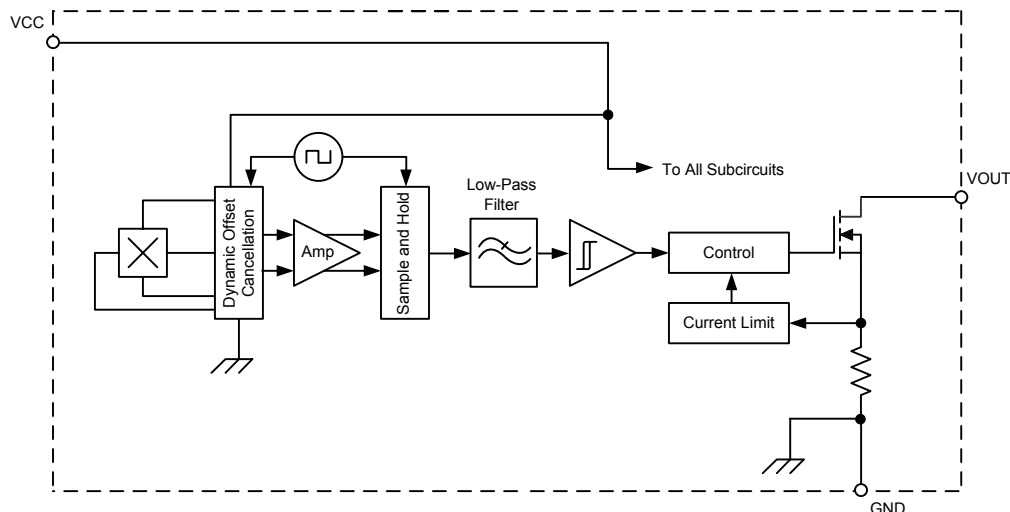 VCC
To All Subcircuits
VOUT
Low-Pass
Filter
Dynamic Offset
Cancellation
Amp
Sample and Hold
Control
Current Limit
GND